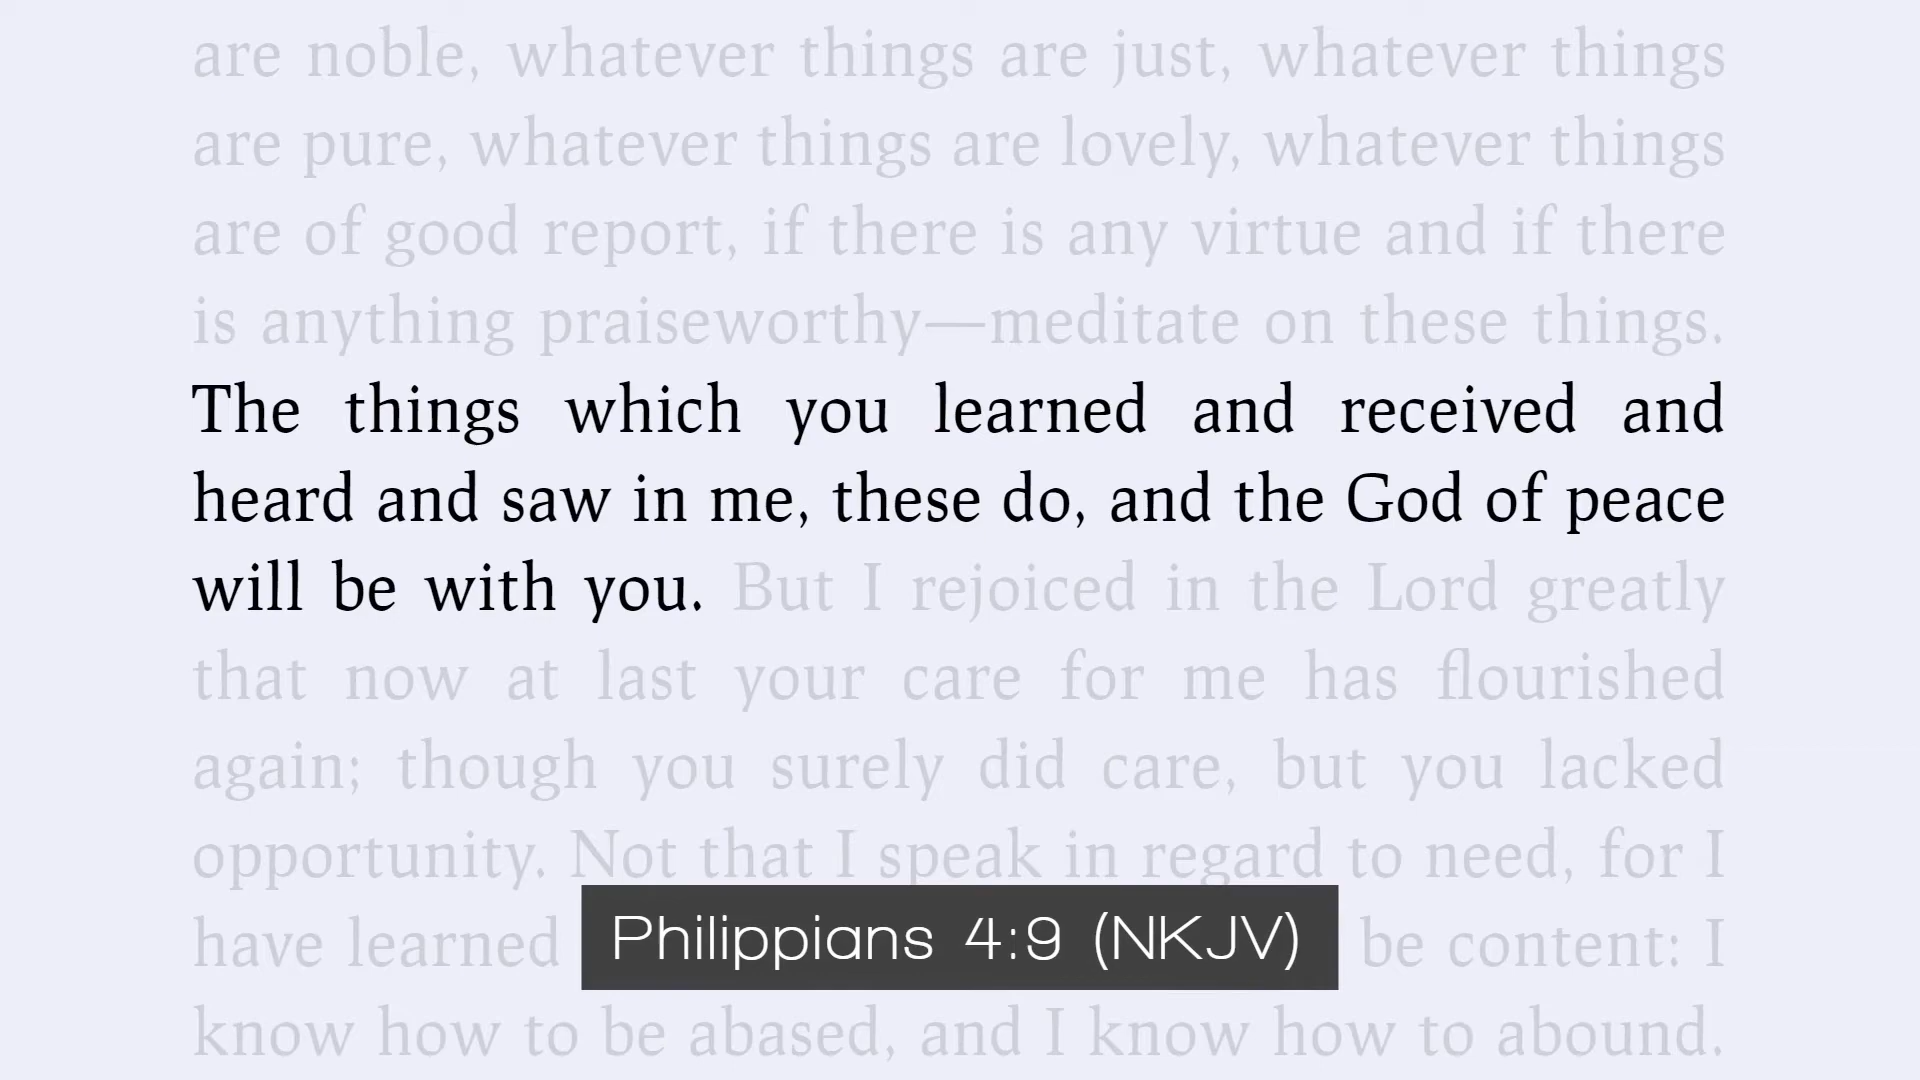 are noble, whatever things are just, whatever things
are pure, whatever things are lovely, whatever things
are of good report, if there is any virtue and if there
is anything praiseworthy—meditate on these things.
The things which you learned and received and
heard and saw in me, these do, and the God of peace
will be with you. But I rejoiced in the Lord greatly
that now at last your care for me has flourished
again; though you surely did care, but you lacked
opportunity. Not that I speak in regard to need, for I
have learned be content: I
Philippians 4:9 (NKJV)
know how to be abased, and I know how to abound.